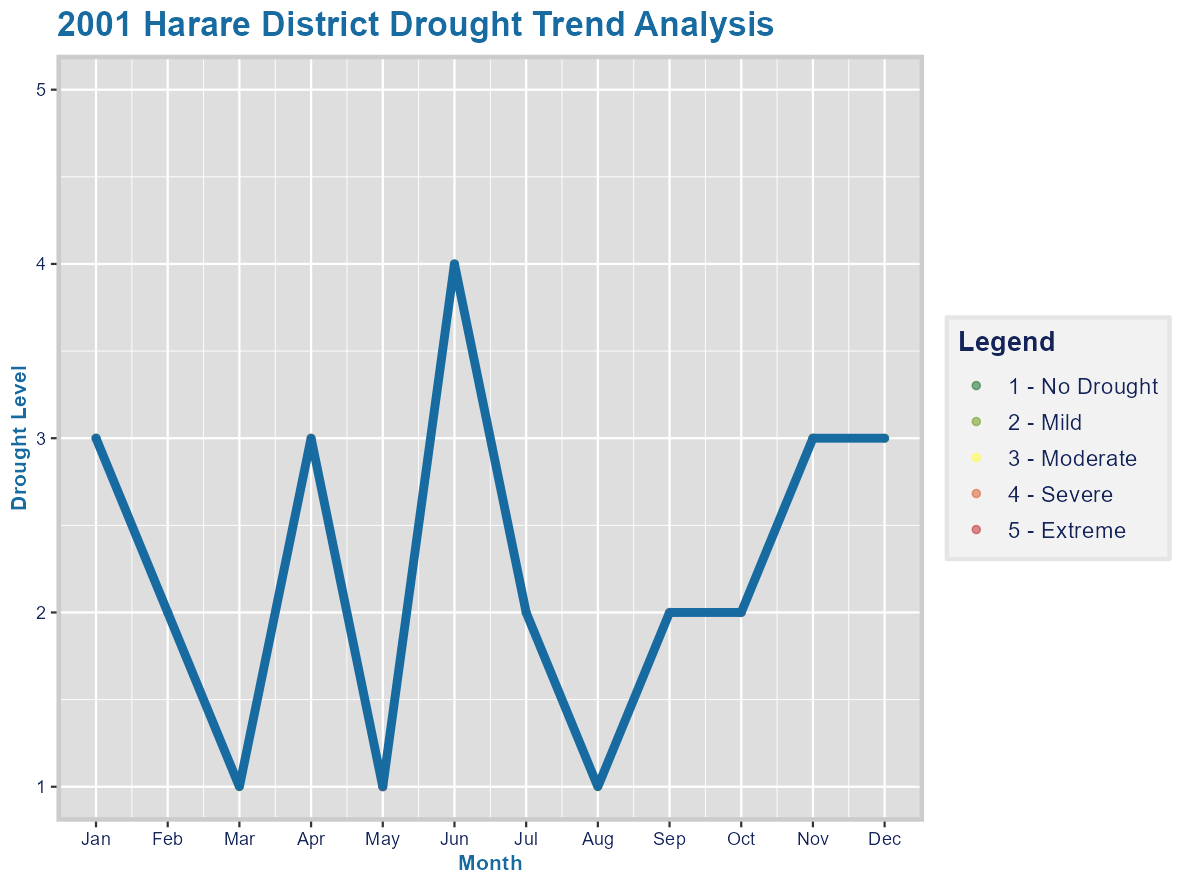 2001 Harare District Drought Trend Analysis
5
4
3
2
1
Drought Level
Jan Feb Mar Apr May Jun Jul Aug Sep Oct Nov Dec
Month
Legend
1 - No Drought
2 - Mild
3 - Moderate
4 - Severe
5 - Extreme